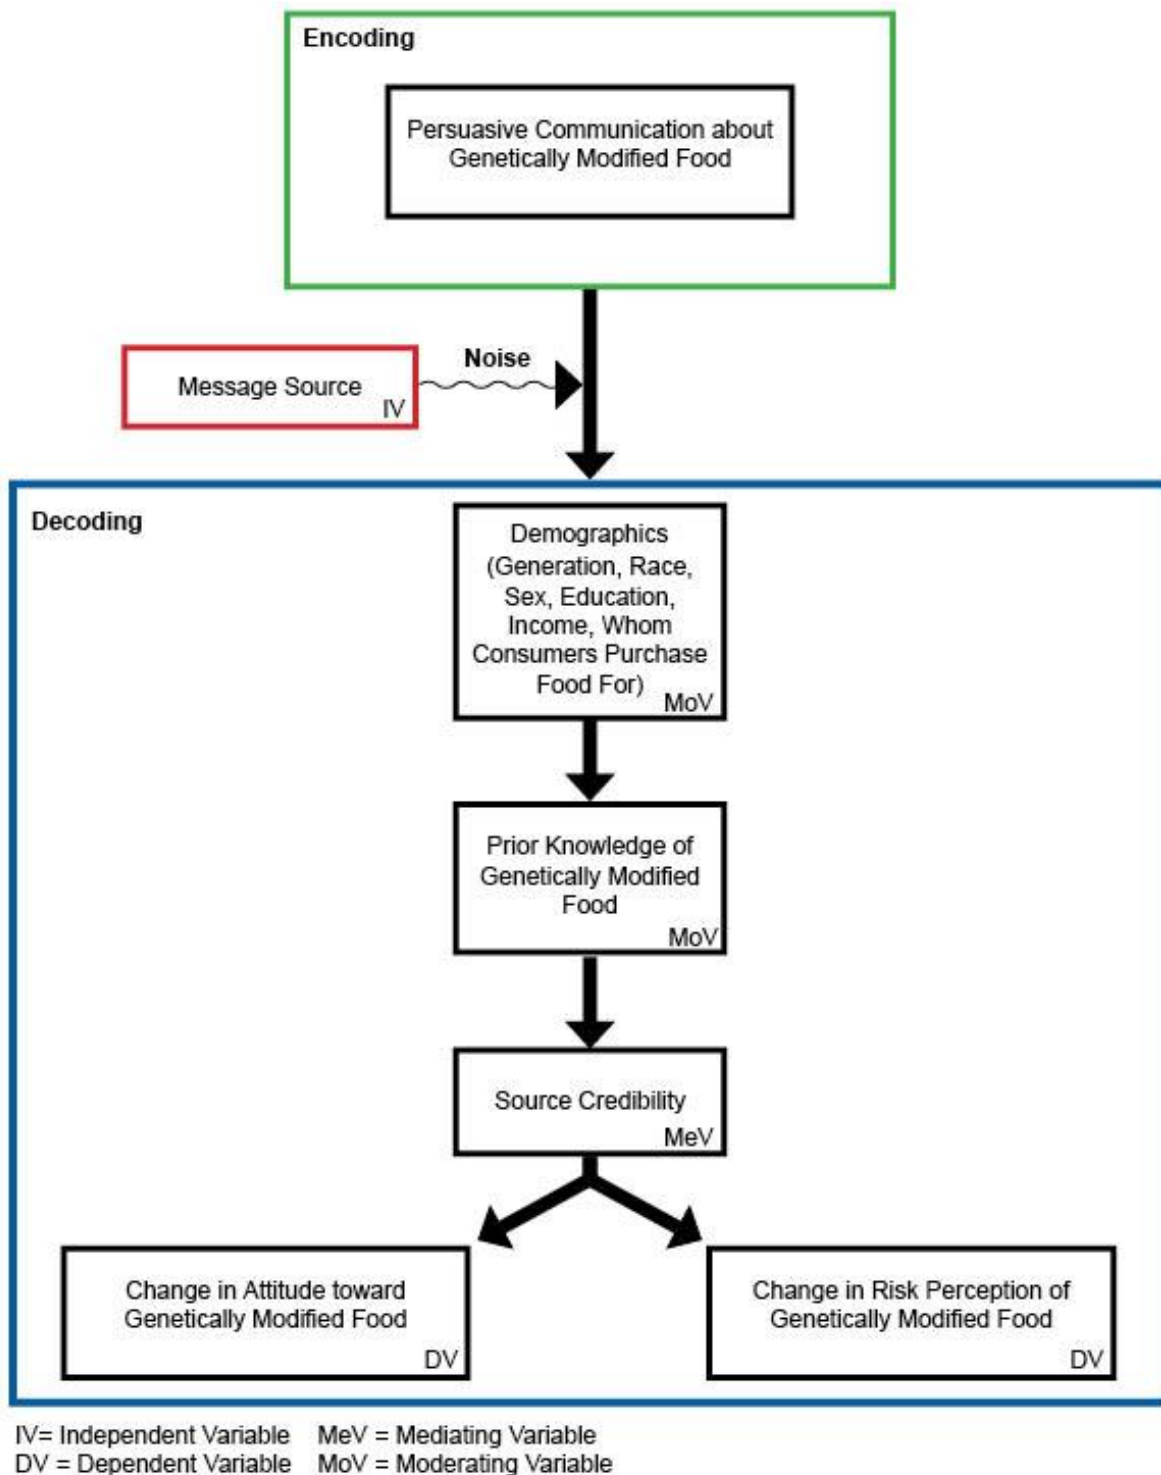 Encoding
Persuasive Communication about
Genetically Modified Food
Noise
Message Source
IV
Decoding
Demographics
(Generation, Race,
Sex, Education,
Income, Whom
Consumers Purchase
Food For)
MoV
Prior Knowledge of
Genetically Modified
Food
MoV
Source Credibility
MeV
Change in Attitude toward
Genetically Modified Food
DV
Change in Risk Perception of
Genetically Modified Food
DV
IV= Independent Variable MeV = Mediating Variable
DV = Dependent Variable MoV = Moderating Variable